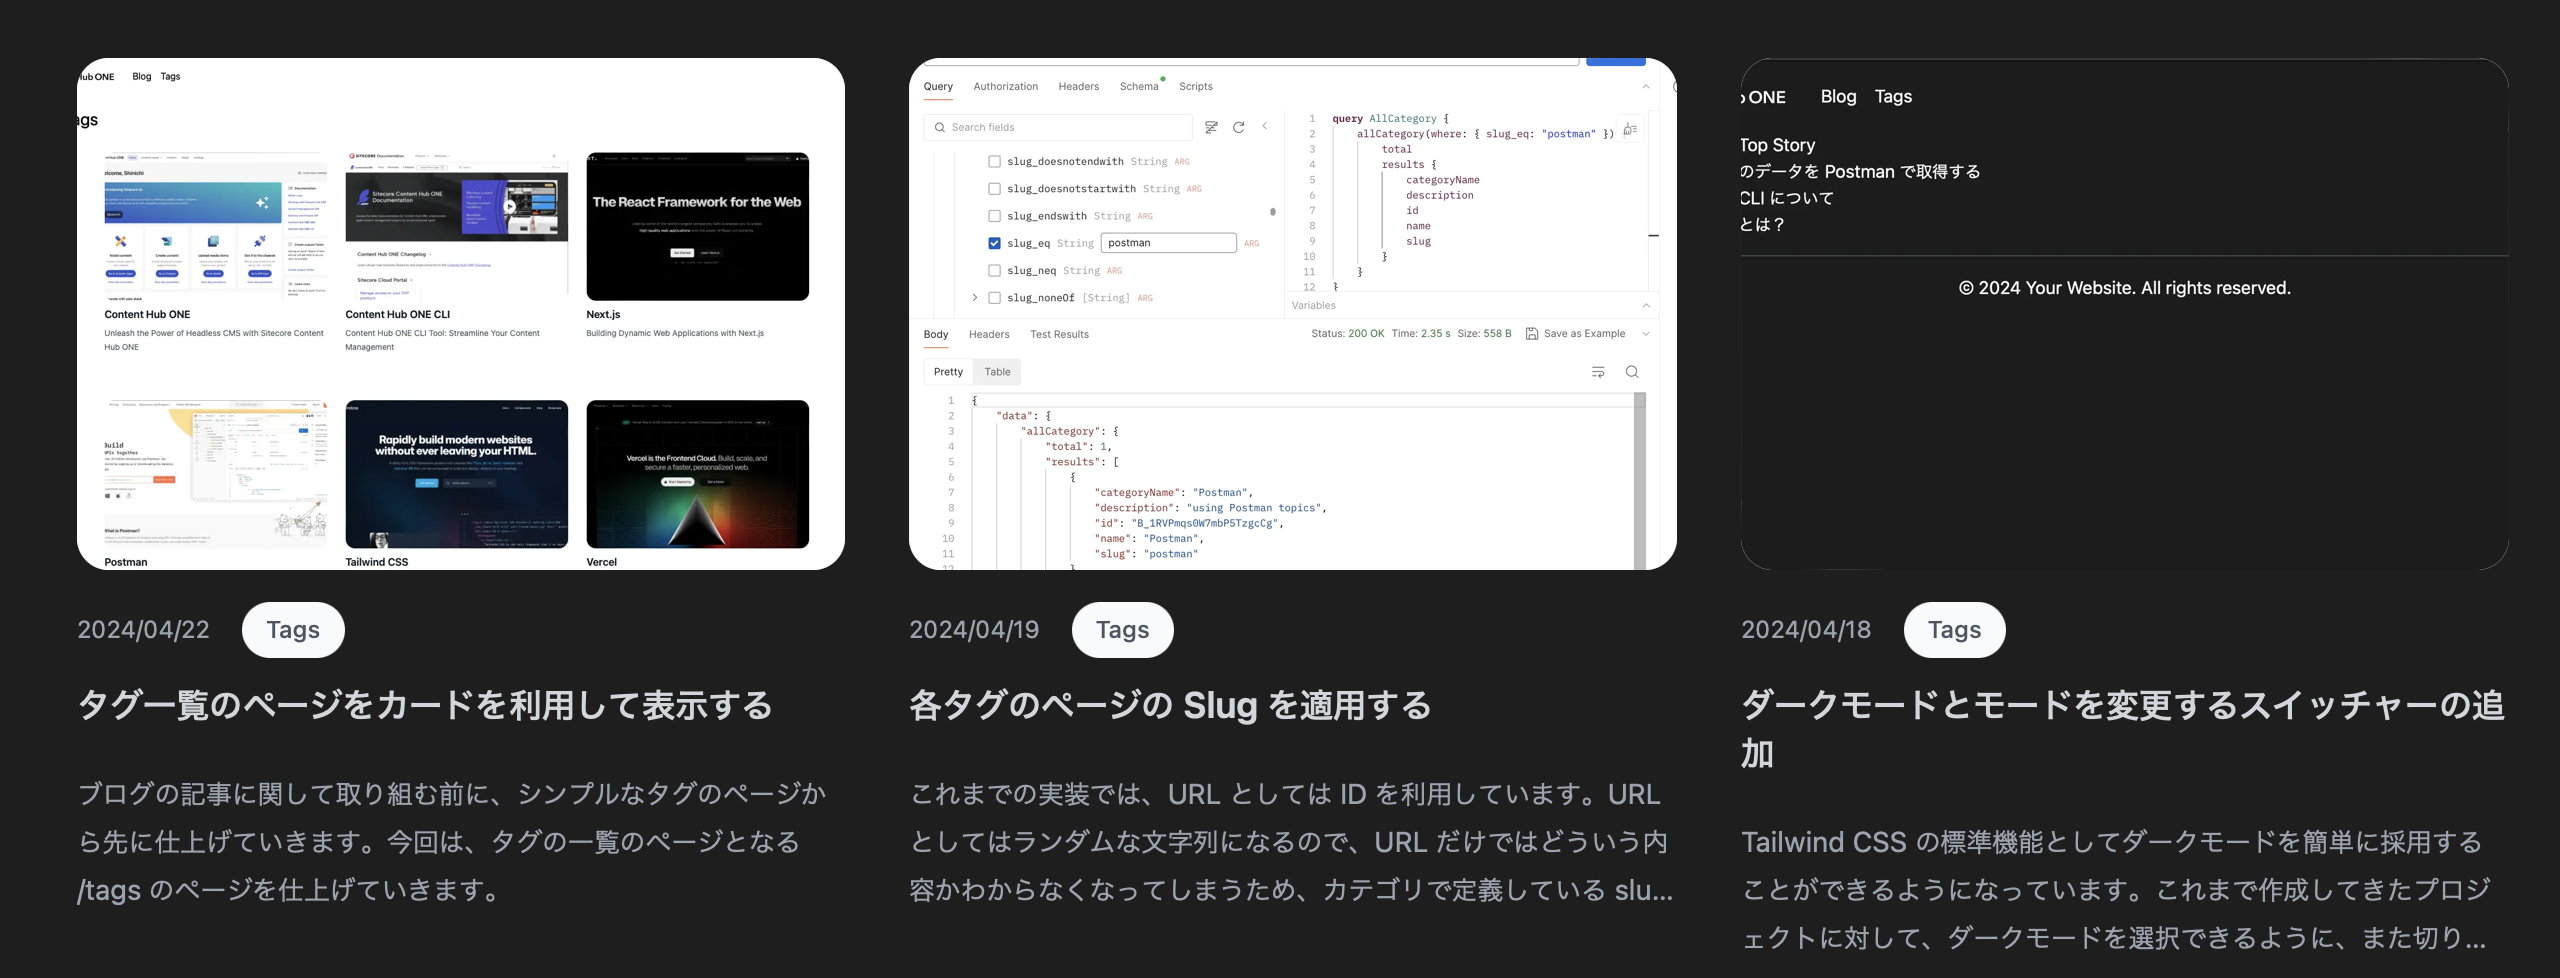 Hub ONE Blog Tags
ags
elcome, Shinichi
Content Hub ONE
Unleash the Power of Headless CMS with Sitecore Content
Hub ONE
Sitecore Content Hub ONE
Documentation
Content Hub ONE Changelog
Sitecore Cloud Portal
Content Hub ONE CLI
Content Hub ONE CLI Tool: Streamline Your Content
Management
The React Framework for the Web
Next.js
Building Dynamic Web Applications with Next.js
What is Postman?
Postman
Rapidly build modern websites
without ever leaving your HTML.
Tailwind CSS
Vercel is the Frontend Cloud. Build, scale, and
secure a faster, personalized web.
Vercel
2024/04/22 Tags
タグ一覧のページをカードを利用して表示する
ブログの記事に関して取り組む前に、シンプルなタグのページか
ら先に仕上げていきます。今回は、タグの一覧のページとなる
/tags のページを仕上げていきます。
Query Authorization Headers Schema Scripts
Search fields
slug_doesnotendwith String ARG
slug_doesnotstartwith String ARG
slug_endswith String ARG
slug_eq String postman ARG
slug_neq String ARG
slug_noneOf [String] ARG
1 query AllCategory {
2 allCategory(where: { slug_eq: "postman" })
3 total
4 results {
5 categoryName
6 description
7 id
8 name
9 slug
10 }
11 }
12 }
Variables
Body Headers Test Results Status: 200 OK Time: 2.35 s Size: 558 B Save as Example
Pretty Table
1 {
2 "data": {
3 "allCategory": {
4 "total": 1,
5 "results": [
6 {
7 "categoryName": "Postman",
8 "description": "using Postman topics",
9 "id": "B_1RVPmqs0W7mbP5TzgcCg",
10 "name": "Postman",
11 "slug": "postman"
12 }
2024/04/19 Tags
各タグのページの Slug を適用する
これまでの実装では、URL としては ID を利用しています。URL
としてはランダムな文字列になるので、URL だけではどういう内
容かわからなくなってしまうため、カテゴリで定義している slu...
b ONE Blog Tags
Top Story
のデータを Postman で取得する
CLI について
とは？
© 2024 Your Website. All rights reserved.
2024/04/18 Tags
ダークモードとモードを変更するスイッチャーの追
加
Tailwind CSS の標準機能としてダークモードを簡単に採用する
ことができるようになっています。これまで作成してきたプロジ
ェクトに対して、ダークモードを選択できるように、また切り...